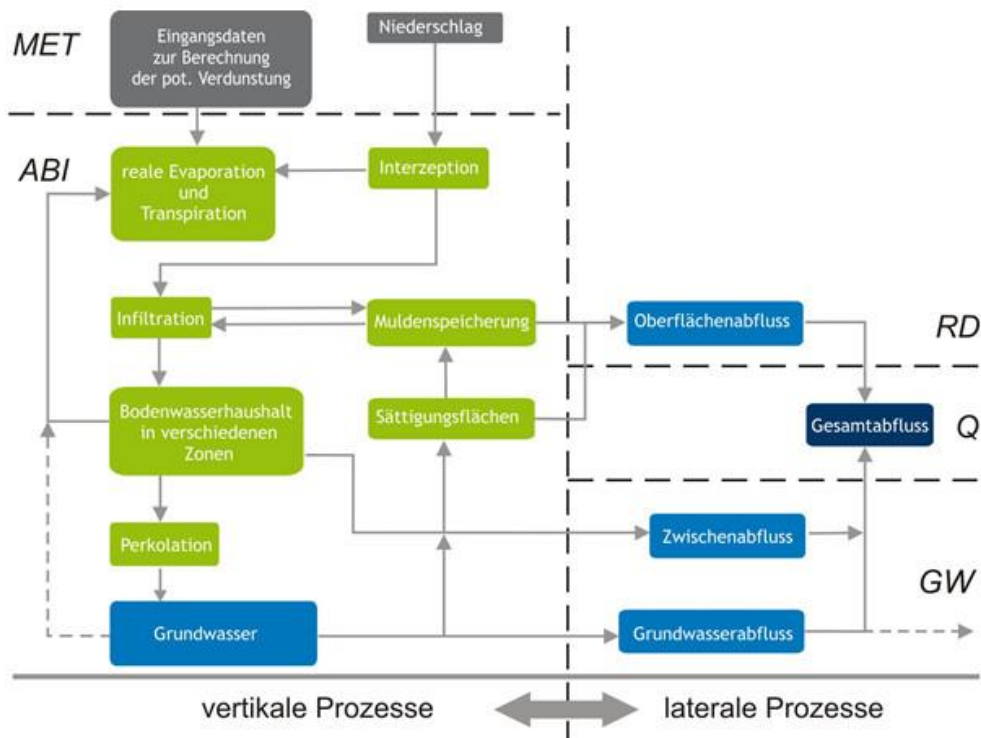 MET
Eingangsdaten
zur Berechnung
der pot. Verdunstung
Niederschlag
ABI
reale Evaporation
und
Transpiration
Interzeption
Infiltration
Muldenspeicherung
Oberflächenabfluss
RD
Bodenwasserhaushalt
in verschiedenen
Zonen
Sättigungsflächen
Gesamtabfluss
Q
Perkolation
Zwischenabfluss
GW
Grundwasser
Grundwasserabfluss
vertikale Prozesse
laterale Prozesse